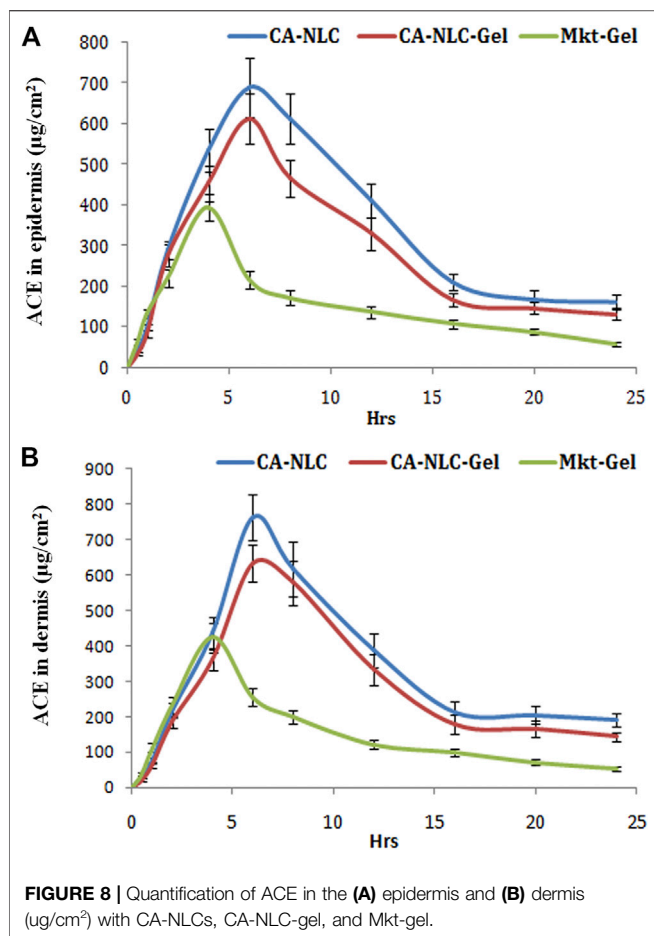 A
CA-NLC CA-NLC-Gel Mkt-Gel
ACE in epidermis (µg/cm²)
800
700
600
500
400
300
200
100
0
0 5 10 15 20 25
Hrs
B
CA-NLC CA-NLC-Gel Mkt-Gel
ACE in dermis (µg/cm²)
900
800
700
600
500
400
300
200
100
0
0 5 10 15 20 25
Hrs
FIGURE 8 | Quantification of ACE in the (A) epidermis and (B) dermis
(ug/cm²) with CA-NLCs, CA-NLC-gel, and Mkt-gel.